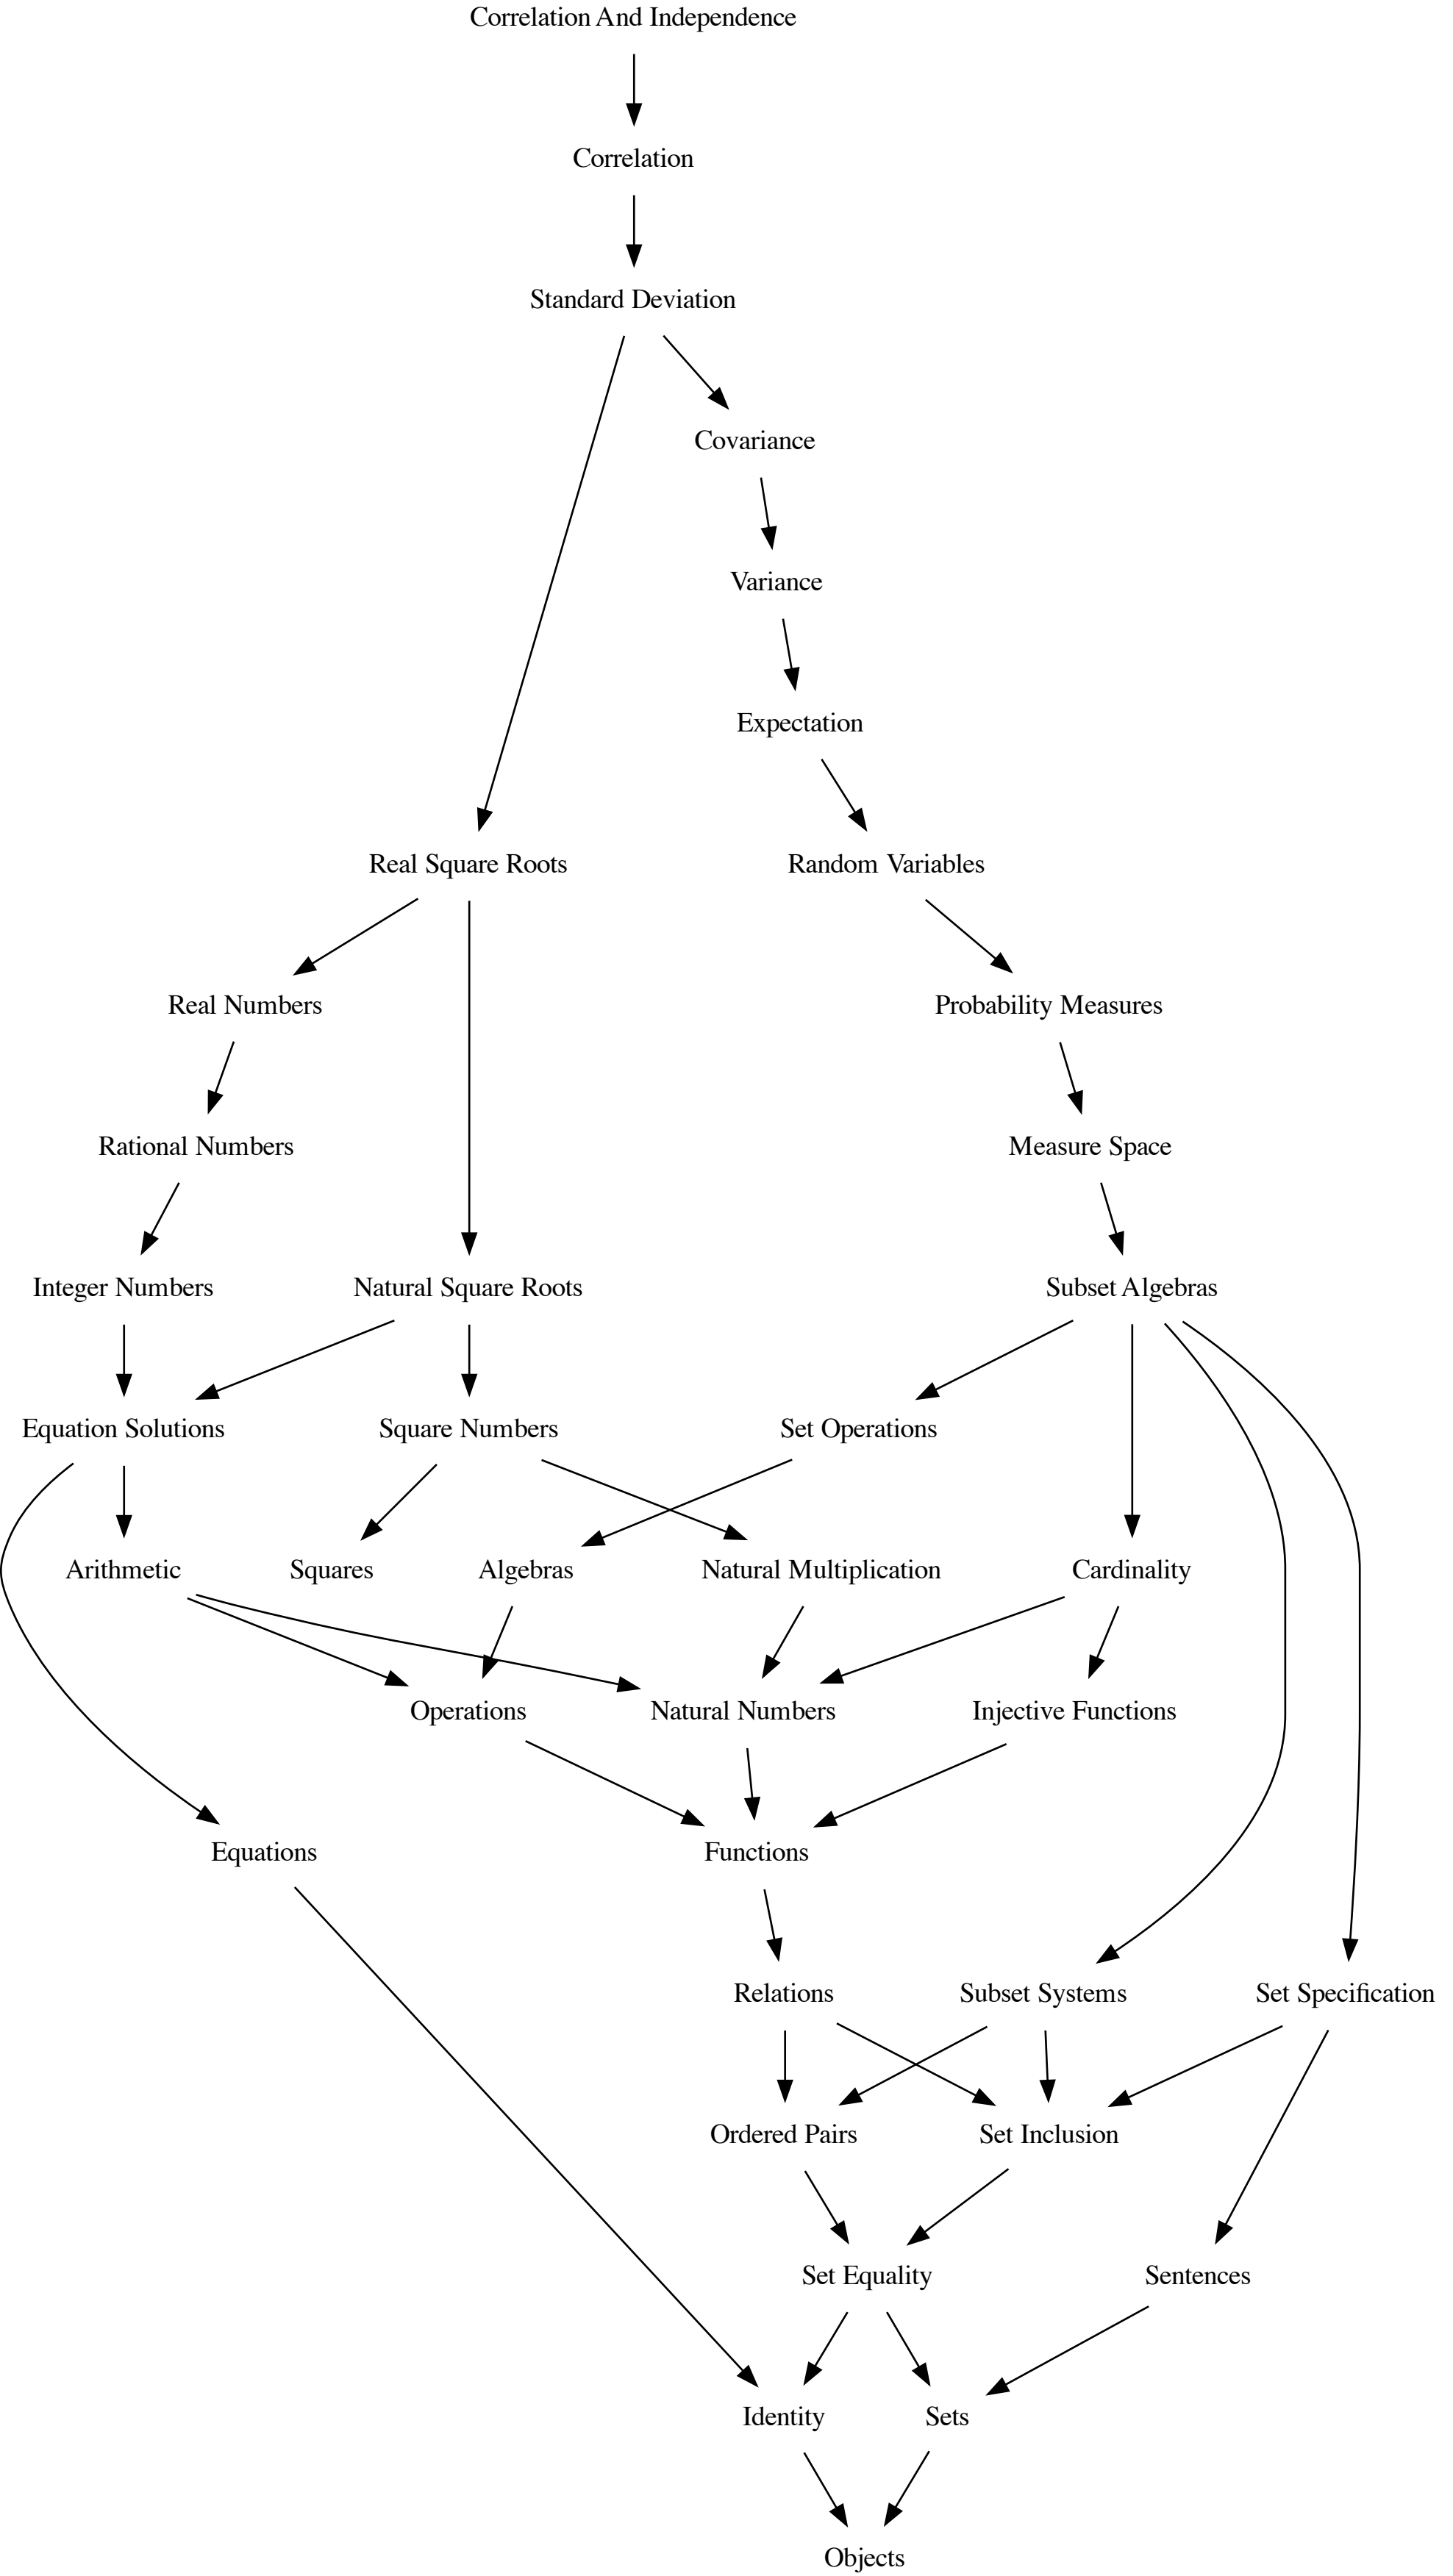 Correlation And Independence
Correlation
Standard Deviation
Covariance
Variance
Expectation
Real Square Roots
Random Variables
Real Numbers
Probability Measures
Rational Numbers
Measure Space
Integer Numbers
Natural Square Roots
Subset Algebras
Equation Solutions
Square Numbers
Set Operations
Arithmetic
Squares
Algebras
Natural Multiplication
Cardinality
Operations
Natural Numbers
Injective Functions
Equations
Functions
Relations
Subset Systems
Set Specification
Ordered Pairs
Set Inclusion
Set Equality
Sentences
Identity
Sets
Objects